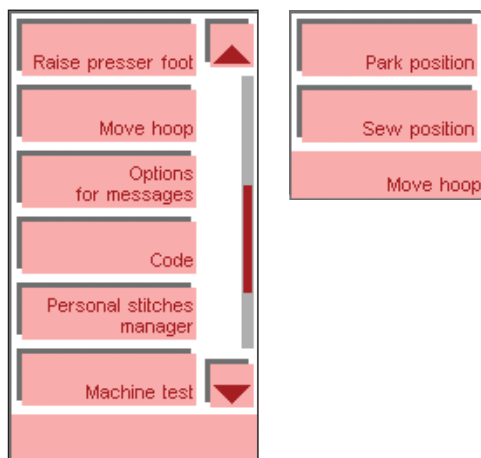 Raise presser foot
Move hoop
Options
for messages
Code
Personal stitches
manager
Machine test
Park position
Sew position
Move hoop